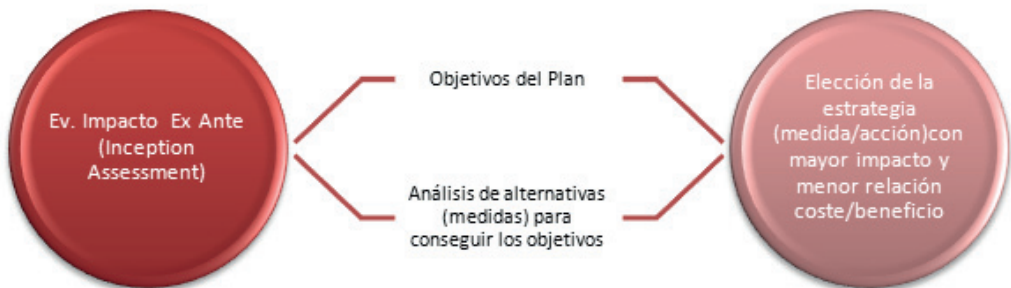 Ev. Impacto Ex Ante
(Inception
Assessment)
Objetivos del Plan
Análisis de alternativas
(medidas) para
conseguir los objetivos
Elección de la
estrategia
(medida/acción)con
mayor impacto y
menor relación
coste/beneficio